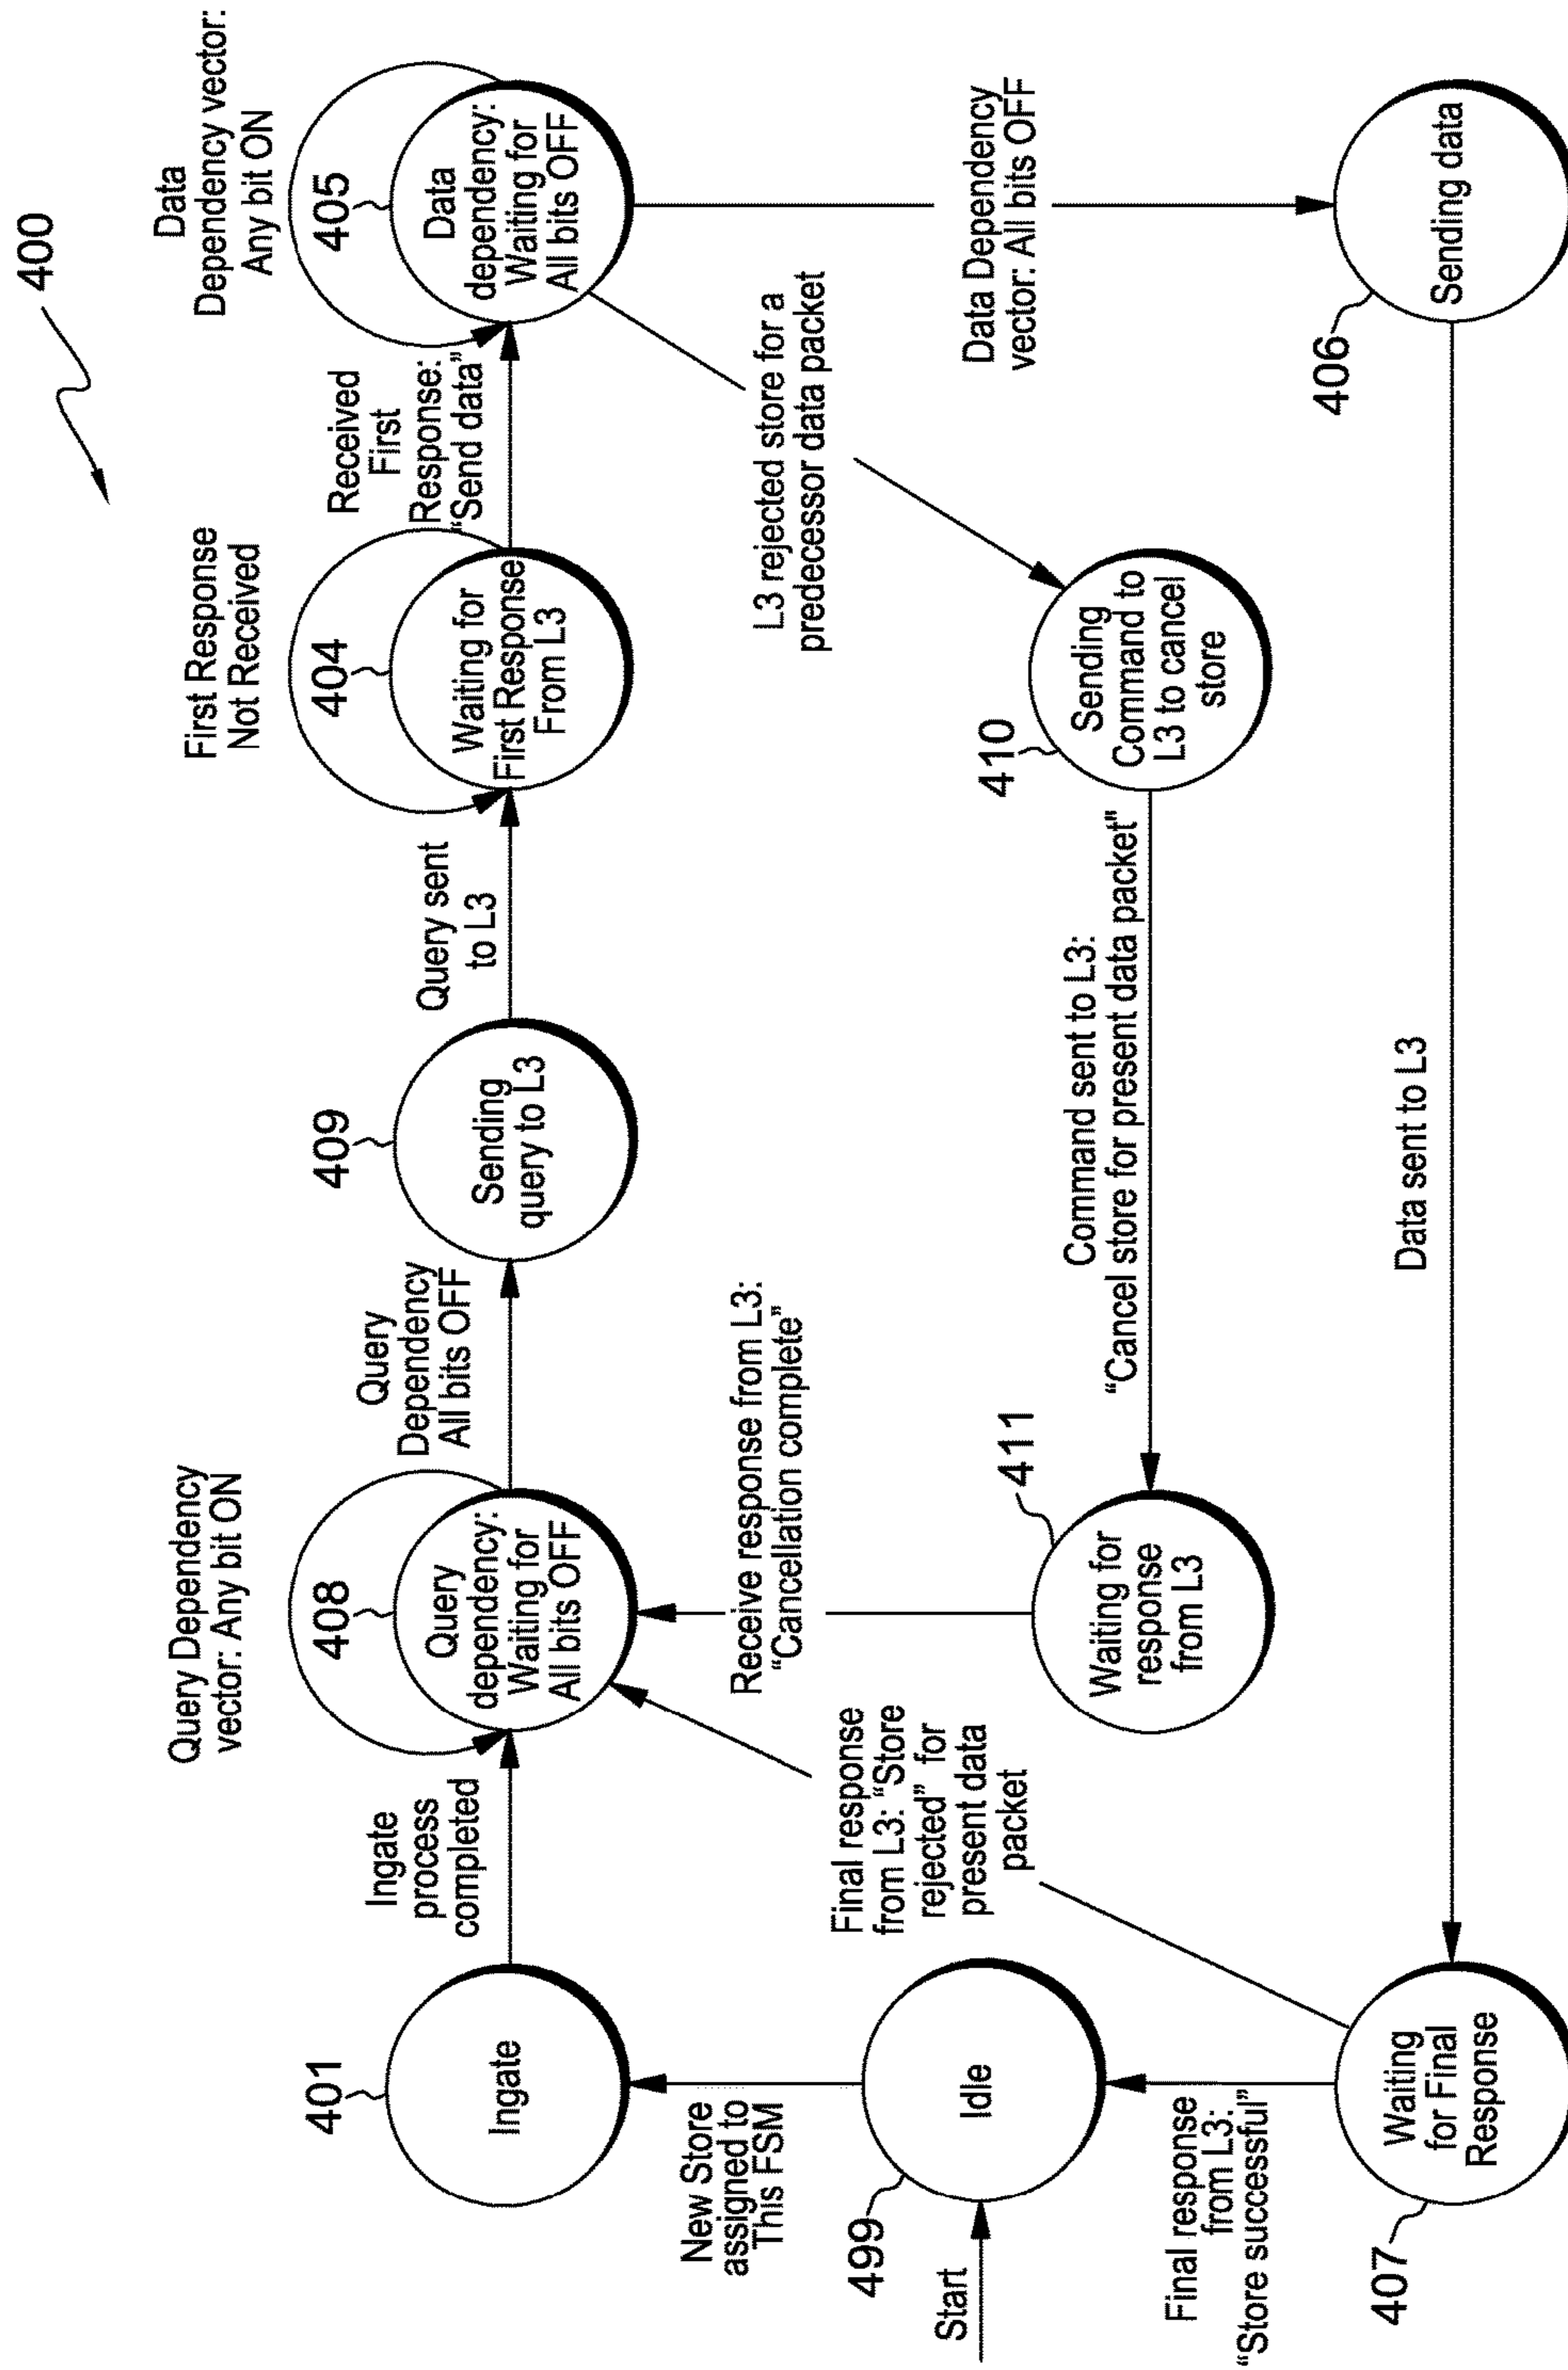 400
Query Dependency
vector: Any bit ON
First Response
Not Received
Data
Dependency vector:
Any bit ON
401
408
409
404
405
Ingate
Ingate
process
completed
Query
dependency:
Waiting for
All bits OFF
Query
Dependency
All bits OFF
Sending
query to L3
Query sent
to L3
Waiting for
First Response
From L3
Received
First
Response:
“Send data”
Data
dependency:
Waiting for
All bits OFF
New Store
assigned to
This FSM
Receive response from L3:
“Cancellation complete”
L3 rejected store for a
predecessor data packet
499
Start
Idle
Final response
from L3: “Store
rejected” for
present data
packet
411
Waiting for
response
from L3
Command sent to L3:
“Cancel store for present data packet"
410
Sending
Command to
L3 to cancel
store
Data Dependency
vector: All bits OFF
Final response
from L3:
“Store successful”
407
Waiting
for Final
Response
Data sent to L3
406
Sending data